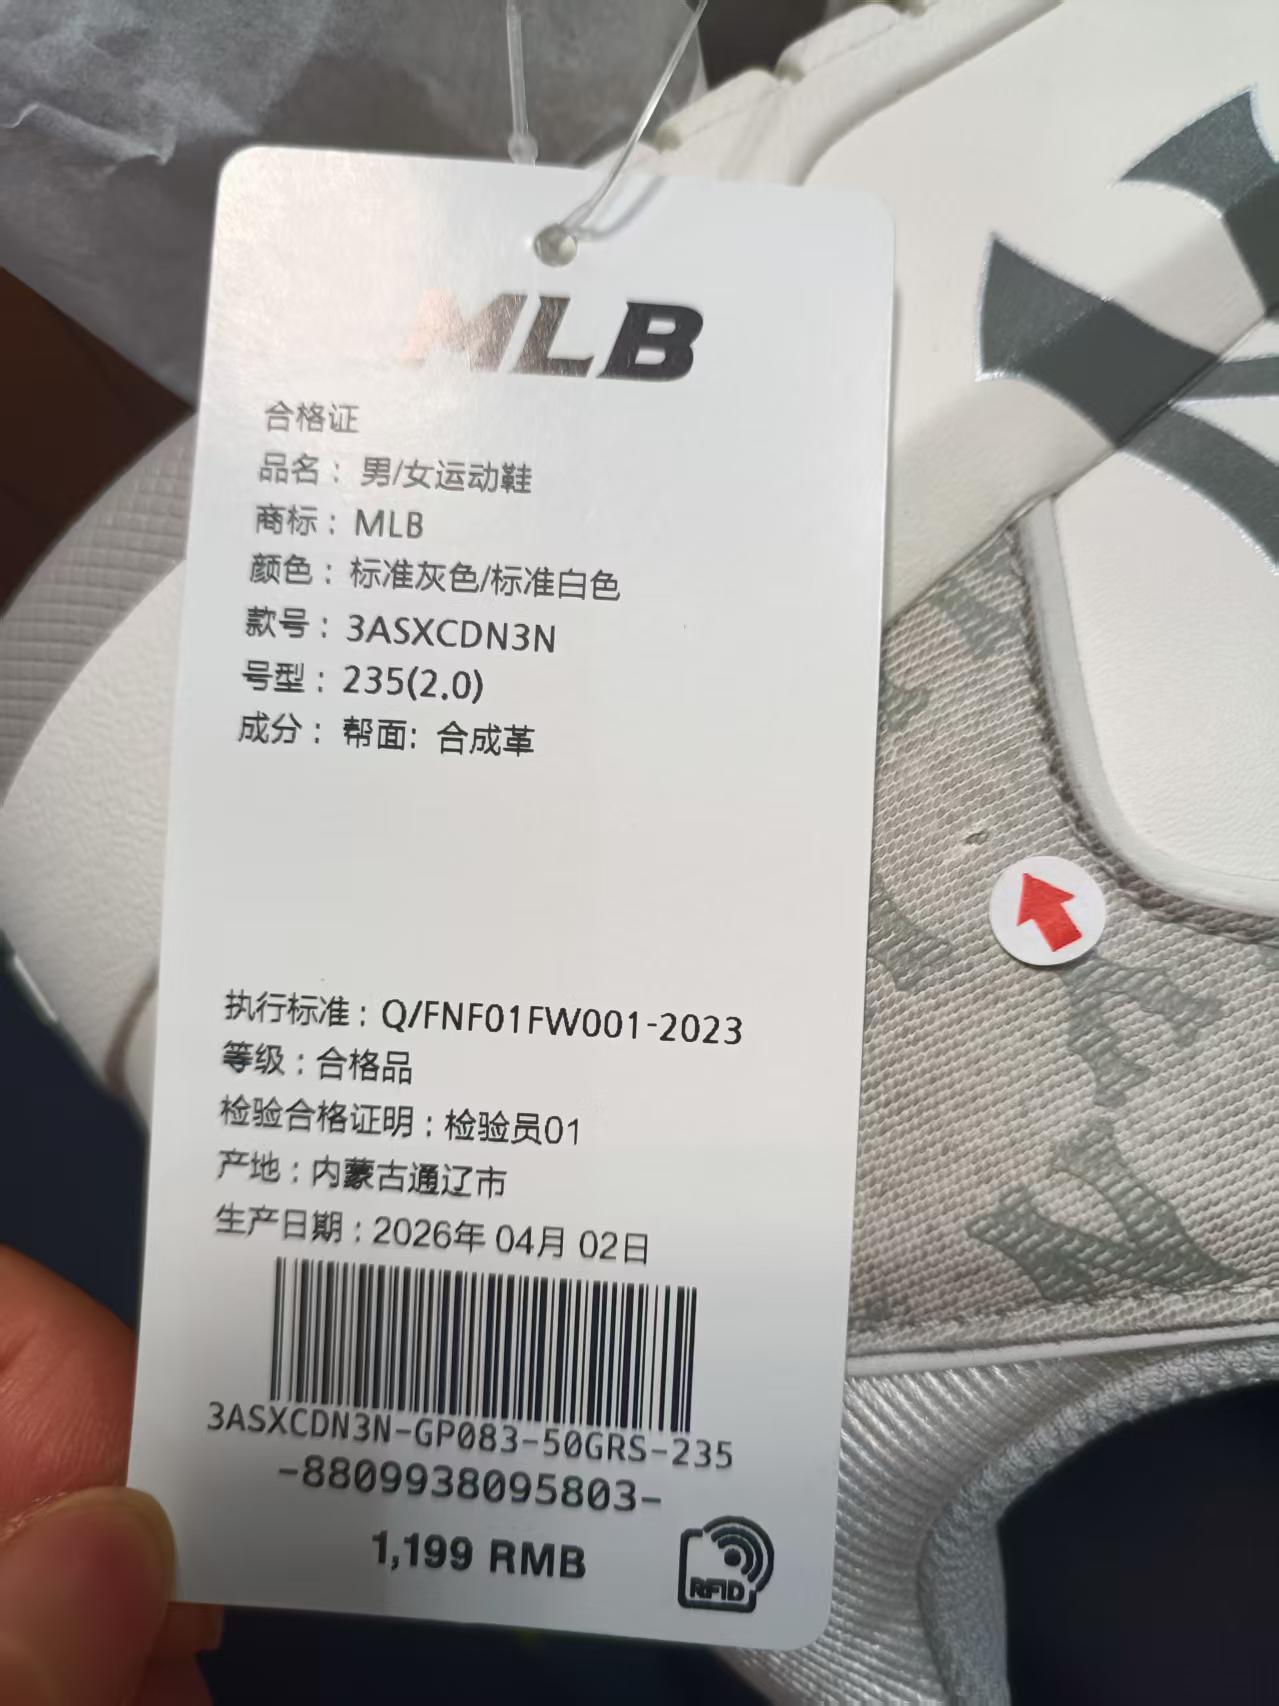 MLB
合格证
品名： 男/女运动鞋
商标： MLB
颜色： 标准灰色/标准白色
款号： 3ASXCDN3N
号型： 235(2.0)
成分： 帮面： 合成革
执行标准：Q/FNF01FW001-2023
等级：合格品
检验合格证明：检验员01
产地：内蒙古通辽市
生产日期：2026年 04月 02日
3ASXCDN3N-GP083-50GRS-235
-8809938095803-
1,199 RMB
RFID